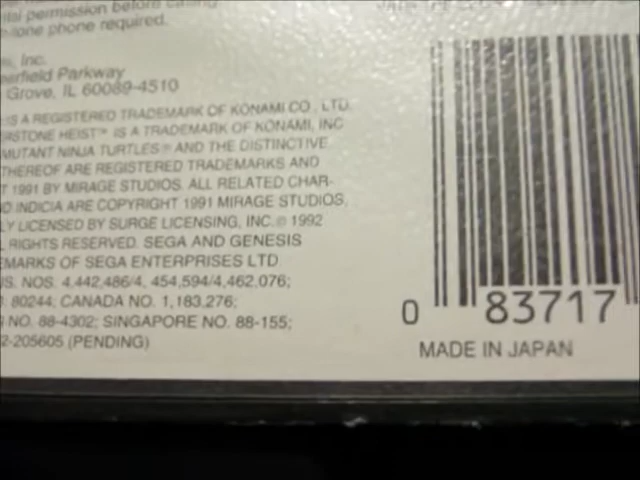 permission before calling
phone required.
Inc.
Parkway
Grove, IL 60089-4510
IS A REGISTERED TRADEMARK OF KONAMI CO., LTD.
HEIST™ IS A TRADEMARK OF KONAMI, INC
MUTANT NINJA TURTLES® AND THE DISTINCTIVE
THEREOF ARE REGISTERED TRADEMARKS AND
T 1991 BY MIRAGE STUDIOS. ALL RELATED CHAR-
D INDICIA ARE COPYRIGHT 1991 MIRAGE STUDIOS,
LY LICENSED BY SURGE LICENSING, INC. © 1992
RIGHTS RESERVED. SEGA AND GENESIS
EMARKS OF SEGA ENTERPRISES LTD
S. NOS. 4,442,486/4, 454,594/4,462,076;
80244; CANADA NO. 1,183,276;
NO. 88-4302; SINGAPORE NO. 88-155;
2-205605 (PENDING)
0 83717
MADE IN JAPAN